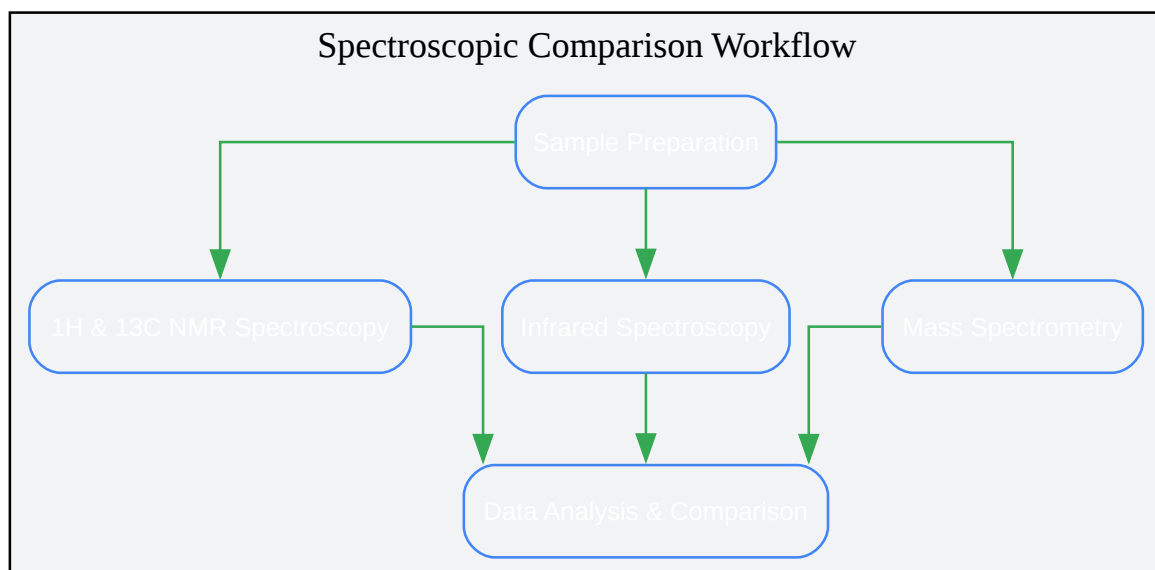 Spectroscopic Comparison Workflow
Sample Preparation
1H & 13C NMR Spectroscopy
Infrared Spectroscopy
Mass Spectrometry
Data Analysis & Comparison